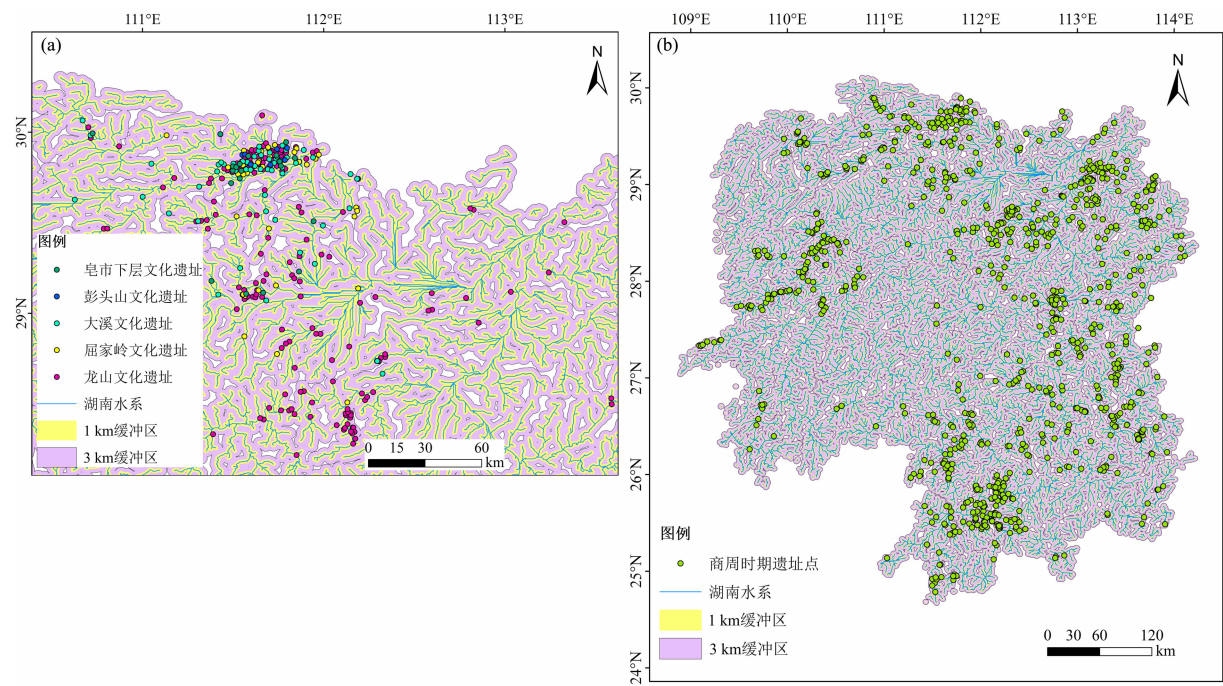 111°E
112°E
113°E
(a)
N
30°N
29°N
图例
皂市下层文化遗址
彭头山文化遗址
大溪文化遗址
屈家岭文化遗址
龙山文化遗址
湖南水系
1 km缓冲区
3 km缓冲区
0 15 30 60
km
109°E
110°E
111°E
112°E
113°E
114°E
(b)
N
30°N
29°N
28°N
27°N
26°N
25°N
24°N
图例
商周时期遗址点
湖南水系
1 km缓冲区
3 km缓冲区
0 30 60 120
km